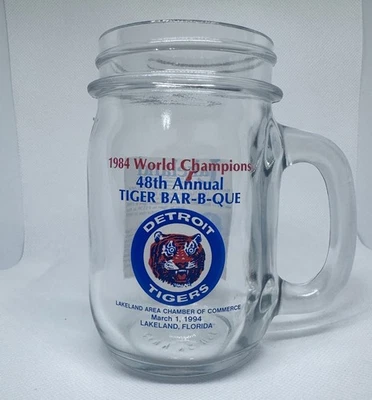 1984 World Champions
48th Annual
TIGER BAR-B-QUE
DETROIT
TIGERS
LAKELAND AREA CHAMBER OF COMMERCE
March 1, 1994
LAKELAND, FLORIDA